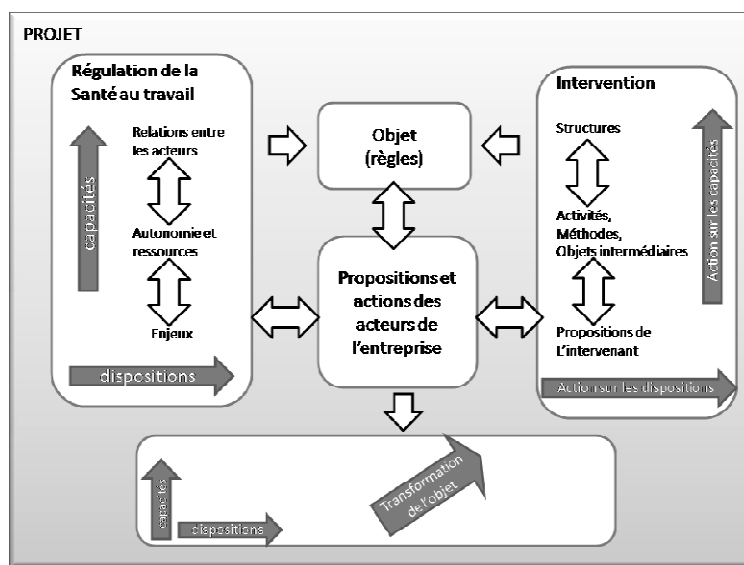 PROJET
Régulation de la
Santé au travail
Relations entre
les acteurs
capacités
Autonomie et
ressources
Enjeux
dispositions
Objet
(règles)
Propositions et
actions des
acteurs de
l'entreprise
Intervention
Structures
Activités,
Méthodes,
Objets intermédiaires
Action sur les capacités
Propositions de
L'intervenant
Action sur les dispositions
capacités
dispositions
Transformation
de l'objet